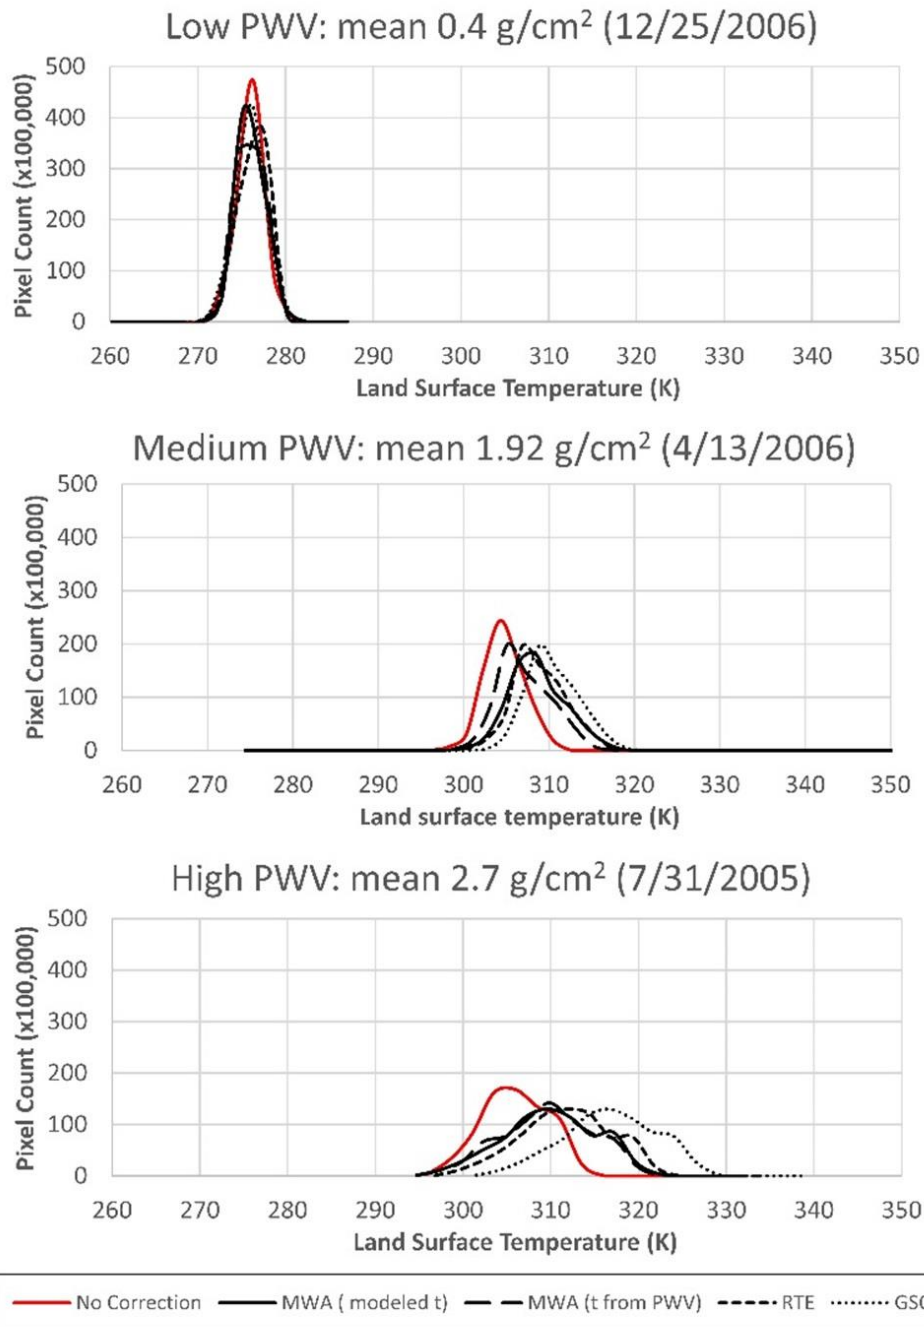 Low PWV: mean 0.4 g/cm² (12/25/2006)
Pixel Count (x100,000)
500
400
300
200
100
0
260 270 280 290 300 310 320 330 340 350
Land Surface Temperature (K)
Medium PWV: mean 1.92 g/cm² (4/13/2006)
Pixel Count (x100,000)
500
400
300
200
100
0
260 270 280 290 300 310 320 330 340 350
Land surface temperature (K)
High PWV: mean 2.7 g/cm² (7/31/2005)
Pixel Count (x100,000)
500
400
300
200
100
0
260 270 280 290 300 310 320 330 340 350
Land Surface Temperature (K)
No Correction MWA ( modeled t) MWA (t from PWV) RTE